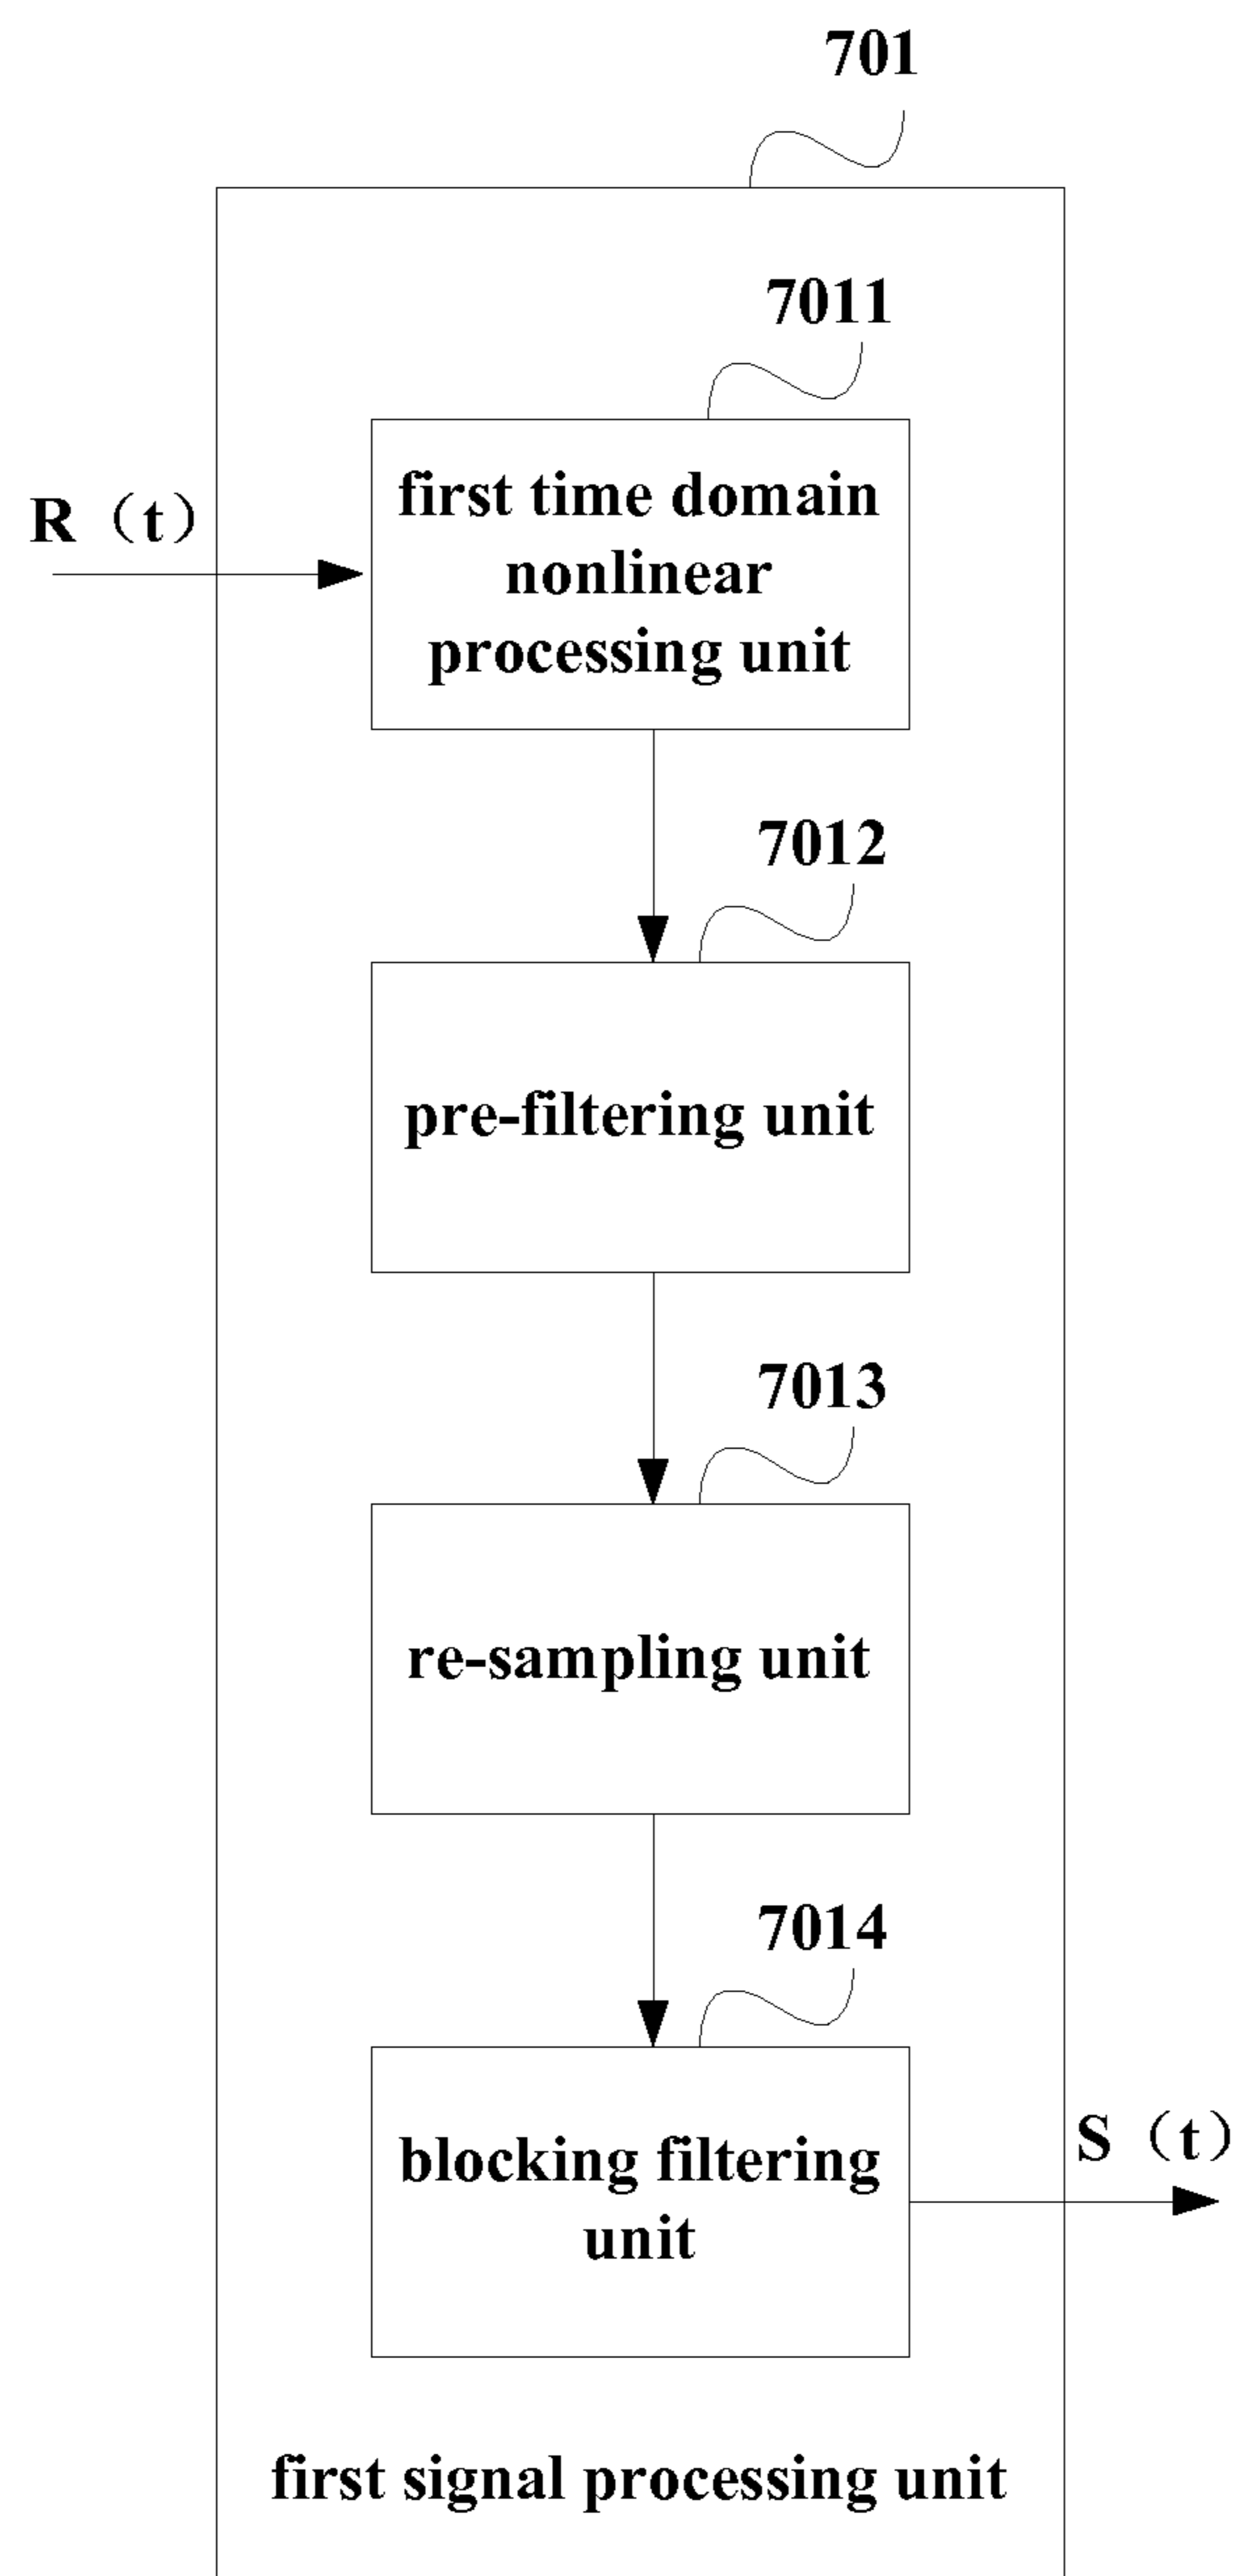 701
7011
first time domain
nonlinear
processing unit
R（t）
7012
pre-filtering unit
7013
re-sampling unit
7014
blocking filtering
unit
S（t）
first signal processing unit